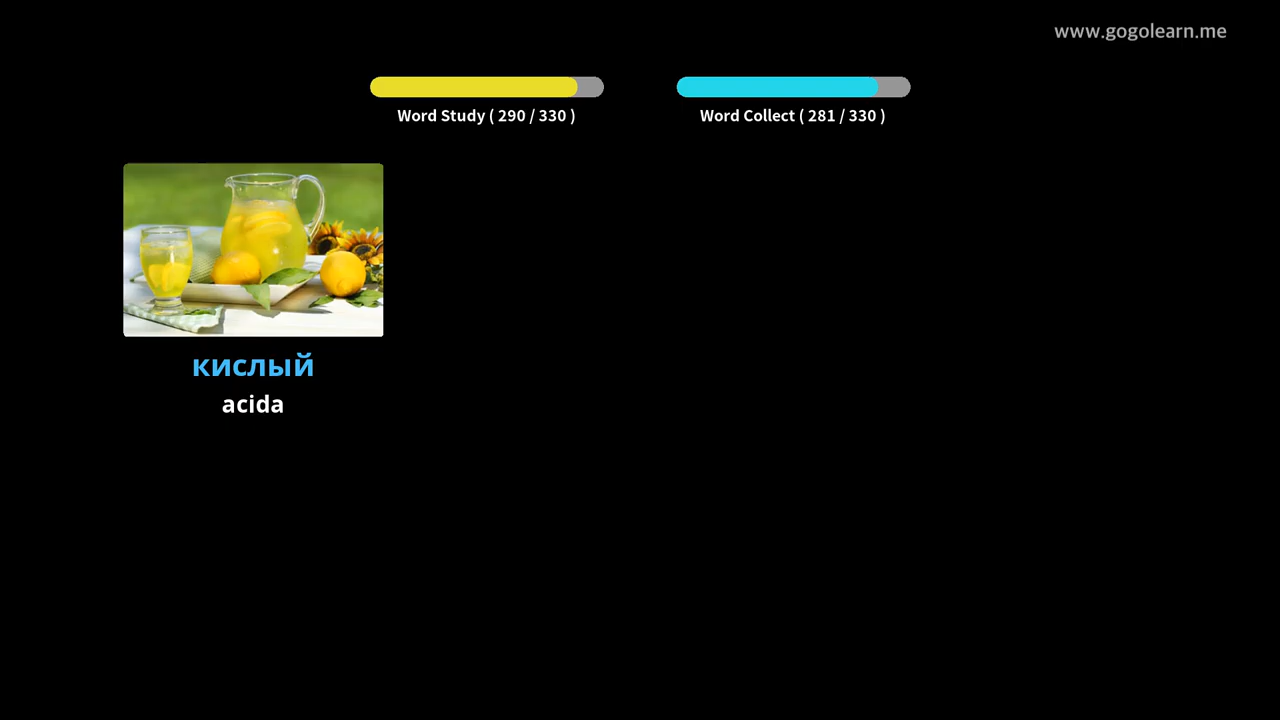 www.gogolearn.me
Word Study ( 290 / 330 )
Word Collect ( 281 / 330 )
кислый
acida